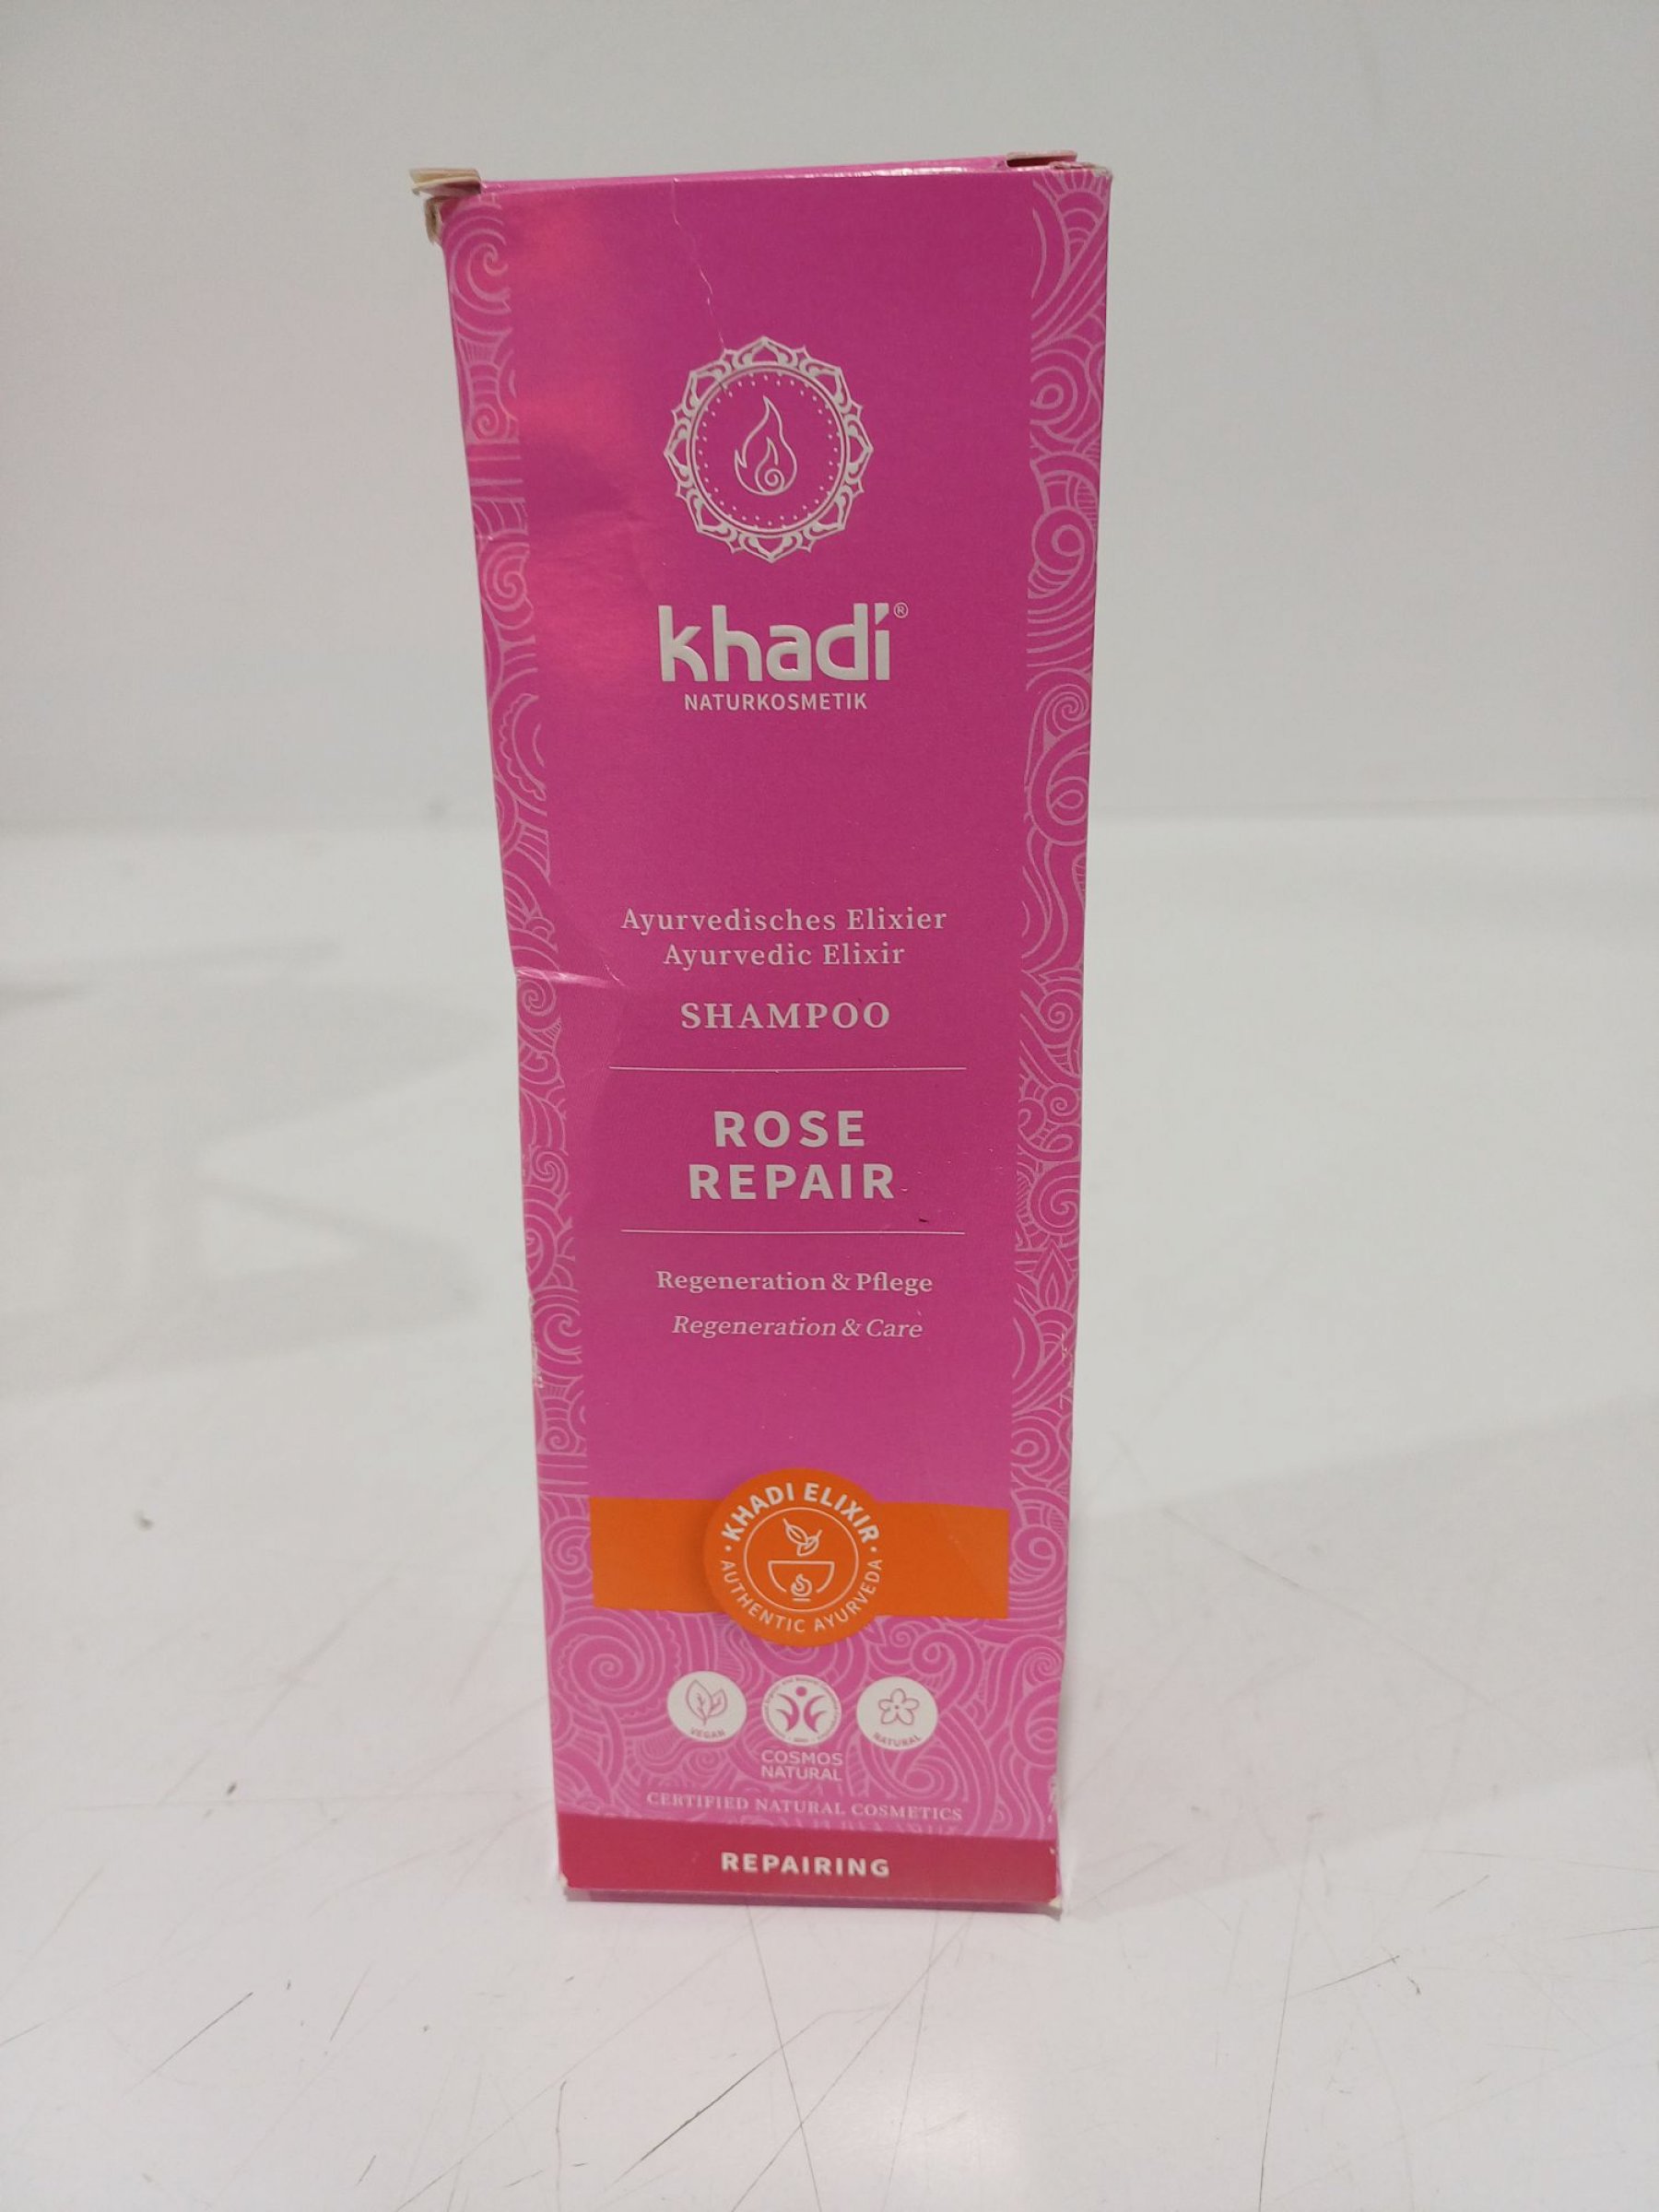 khadi®
NATURKOSMETIK
Ayurvedisches Elixier
Ayurvedic Elixir
SHAMPOO
ROSE
REPAIR
Regeneration & Pflege
Regeneration & Care
· KHADI ELIXIR ·
AUTHENTIC AYURVEDA
VEGAN
NATURAL
COSMOS
NATURAL
CERTIFIED NATURAL COSMETICS
REPAIRING